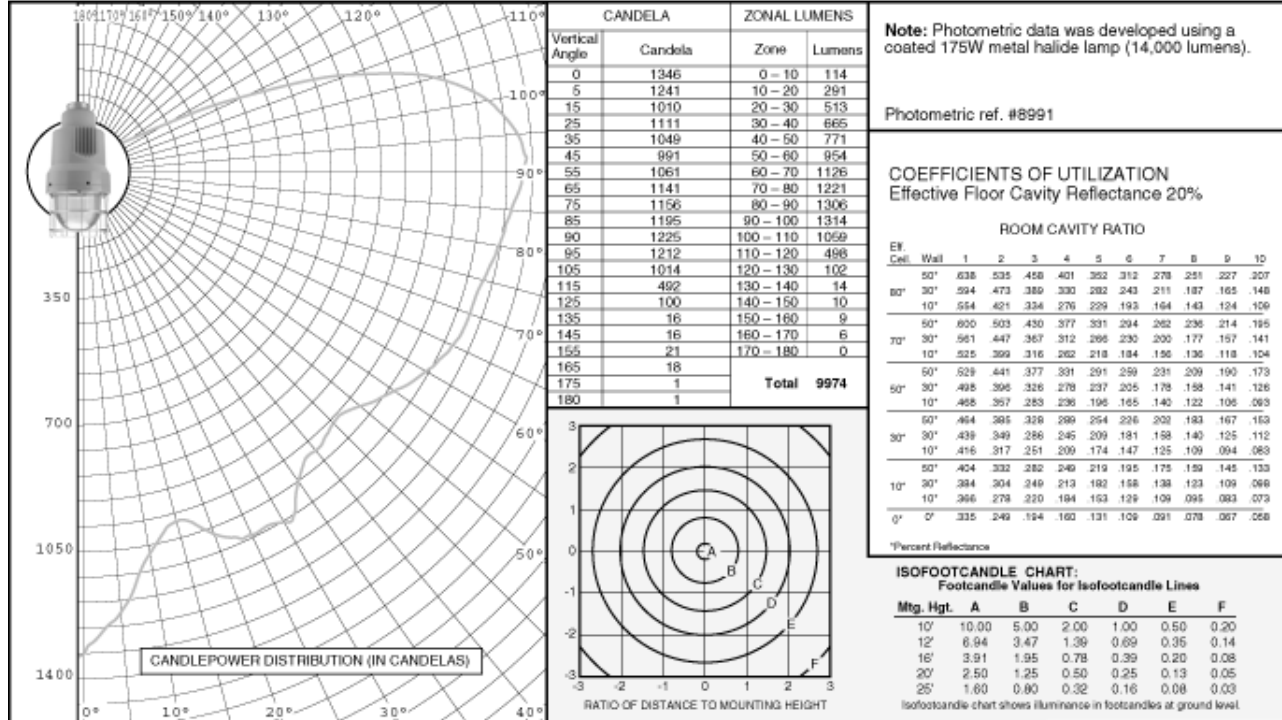 180° 170° 160° 150° 140° 130° 120° 110°
100°
90°
80°
70°
60°
50°
350
700
1050
1400
0° 10° 20° 30° 40°
CANDLEPOWER DISTRIBUTION (IN CANDELAS)
CANDELA ZONAL LUMENS
Vertical Angle Candela Zone Lumens
0 1346 0 – 10 114
5 1241 10 – 20 291
15 1010 20 – 30 513
25 1111 30 – 40 665
35 1049 40 – 50 771
45 991 50 – 60 954
55 1061 60 – 70 1126
65 1141 70 – 80 1221
75 1156 80 – 90 1306
85 1195 90 – 100 1314
90 1225 100 – 110 1059
95 1212 110 – 120 498
105 1014 120 – 130 102
115 492 130 – 140 14
125 100 140 – 150 10
135 16 150 – 160 9
145 16 160 – 170 6
155 21 170 – 180 0
165 18
175 1 Total 9974
180 1
3
2
1
0
-1
-2
-3
A
B
C
D
E
F
-3 -2 -1 0 1 2 3
RATIO OF DISTANCE TO MOUNTING HEIGHT
Note: Photometric data was developed using a
coated 175W metal halide lamp (14,000 lumens).
Photometric ref. #8991
COEFFICIENTS OF UTILIZATION
Effective Floor Cavity Reflectance 20%
ROOM CAVITY RATIO
Eff.
Ceil. Wall 1 2 3 4 5 6 7 8 9 10
50* .638 .535 .458 .401 .352 .312 .278 .251 .227 .207
80* 30* .594 .473 .389 .330 .282 .243 .211 .187 .165 .148
10* .554 .421 .334 .276 .229 .193 .164 .143 .124 .109
50* .600 .503 .430 .377 .331 .294 .262 .236 .214 .195
70* 30* .561 .447 .367 .312 .266 .230 .200 .177 .157 .141
10* .525 .399 .316 .262 .218 .184 .156 .136 .118 .104
50* .529 .441 .377 .331 .291 .259 .231 .209 .190 .173
50* 30* .498 .396 .326 .278 .237 .205 .178 .158 .141 .126
10* .468 .357 .283 .236 .196 .165 .140 .122 .106 .093
50* .464 .385 .328 .289 .254 .226 .202 .183 .167 .153
30* 30* .439 .349 .286 .245 .209 .181 .158 .140 .125 .112
10* .416 .317 .251 .209 .174 .147 .125 .109 .094 .083
50* .404 .332 .282 .249 .219 .195 .175 .159 .145 .133
10* 30* .384 .304 .249 .213 .182 .158 .138 .123 .109 .098
10* .366 .278 .220 .184 .153 .129 .109 .095 .083 .073
0* 0* .335 .249 .194 .160 .131 .109 .091 .078 .067 .058
*Percent Reflectance
ISOFOOTCANDLE CHART:
Footcandle Values for Isofootcandle Lines
Mtg. Hgt. A B C D E F
10' 10.00 5.00 2.00 1.00 0.50 0.20
12' 6.94 3.47 1.39 0.69 0.35 0.14
16' 3.91 1.95 0.78 0.39 0.20 0.08
20' 2.50 1.25 0.50 0.25 0.13 0.05
25' 1.60 0.80 0.32 0.16 0.08 0.03
Isofootcandle chart shows illuminance in footcandles at ground level.